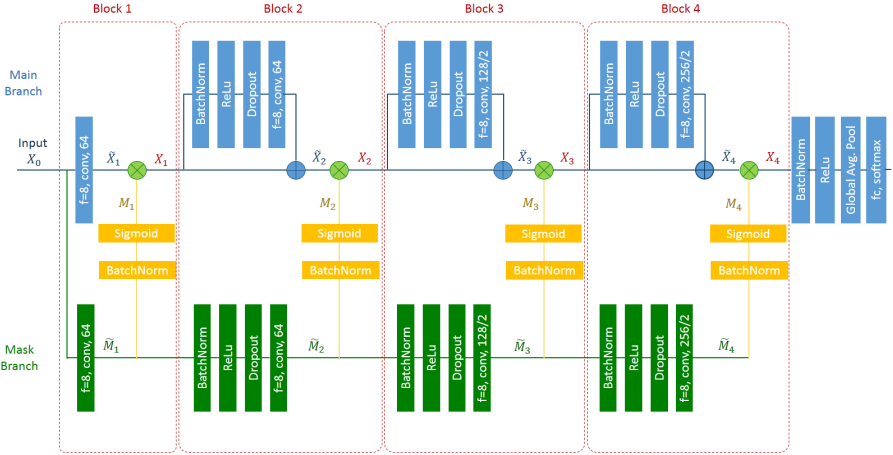 Block 1
Block 2
Block 3
Block 4
Main
Branch
Input
X₀
f=8, conv, 64
X̃₁
X₁
BatchNorm
ReLu
Dropout
f=8, conv, 64
X̃₂
X₂
BatchNorm
ReLu
Dropout
f=8, conv, 128/2
X̃₃
X₃
BatchNorm
ReLu
Dropout
f=8, conv, 256/2
X̃₄
X₄
BatchNorm
ReLu
Global Avg. Pool
fc, softmax
M₁
Sigmoid
BatchNorm
M₂
Sigmoid
BatchNorm
M₃
Sigmoid
BatchNorm
M₄
Sigmoid
BatchNorm
Mask
Branch
f=8, conv, 64
M̃₁
BatchNorm
ReLu
Dropout
f=8, conv, 64
M̃₂
BatchNorm
ReLu
Dropout
f=8, conv, 128/2
M̃₃
BatchNorm
ReLu
Dropout
f=8, conv, 256/2
M̃₄